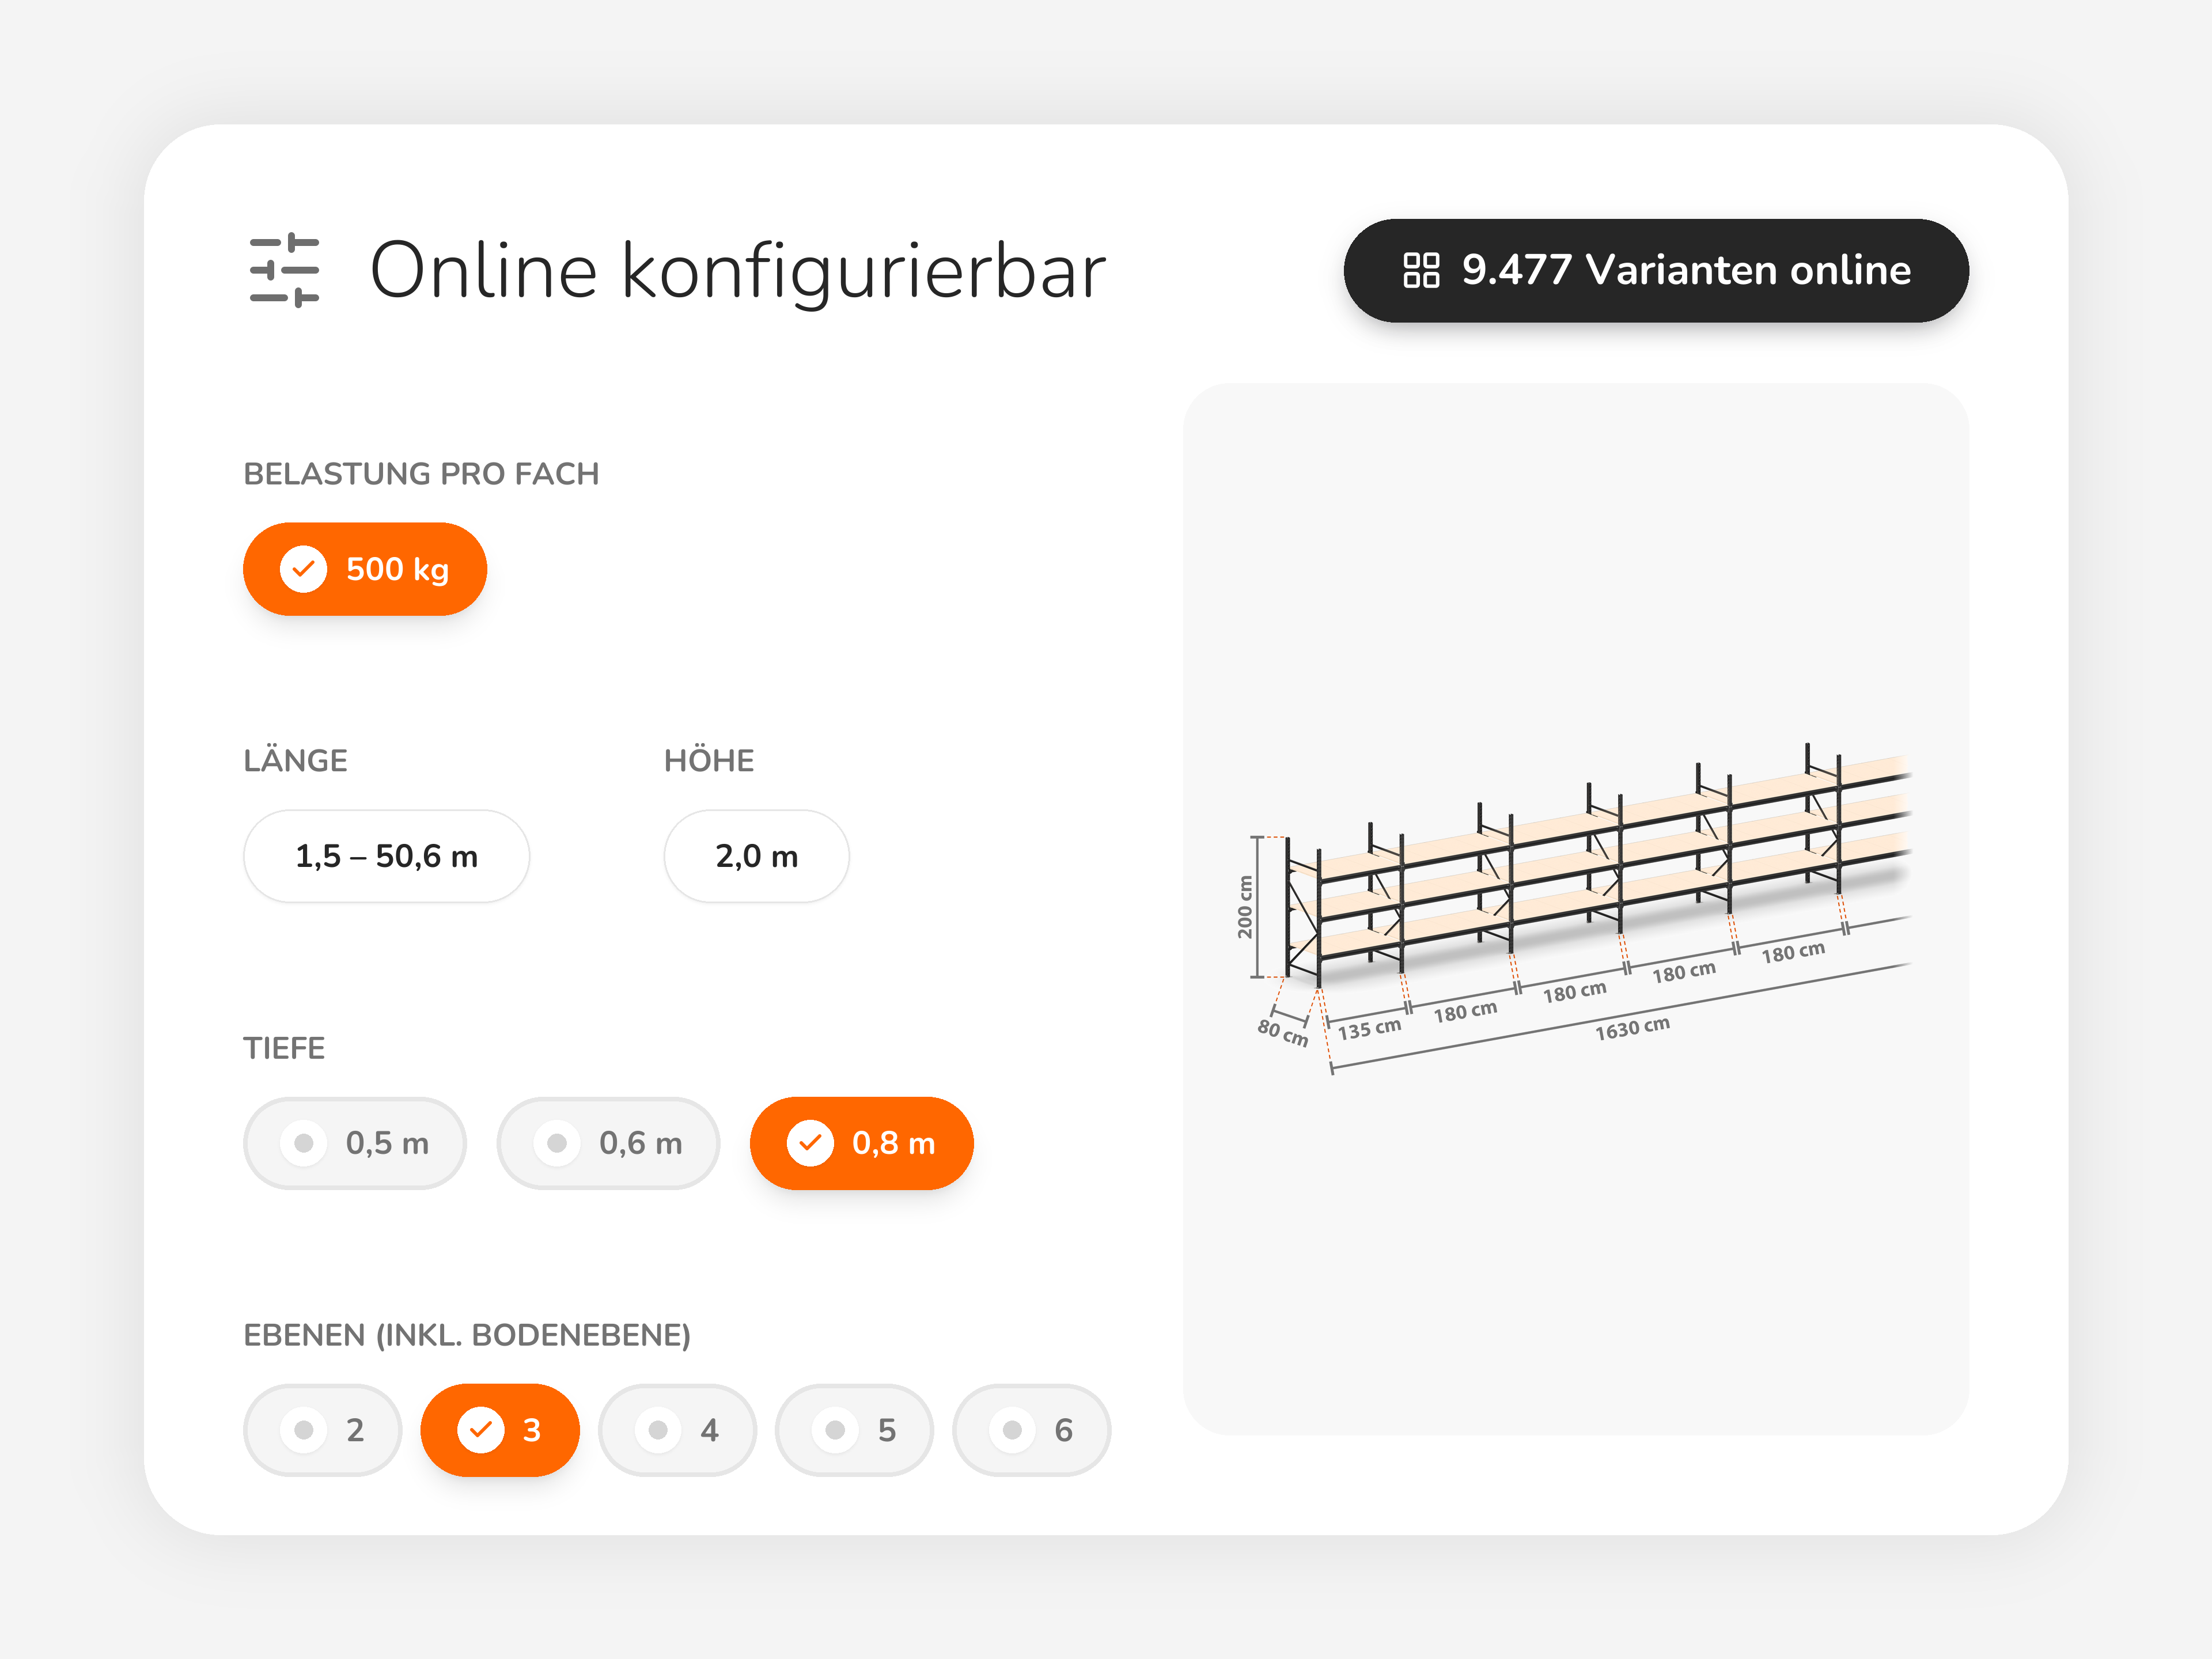 Online konfigurierbar
9.477 Varianten online
BELASTUNG PRO FACH
500 kg
LÄNGE
HÖHE
1,5 – 50,6 m
2,0 m
TIEFE
0,5 m
0,6 m
0,8 m
EBENEN (INKL. BODENEBENE)
2
3
4
5
6
200 cm
80 cm
135 cm
180 cm
180 cm
180 cm
180 cm
1630 cm